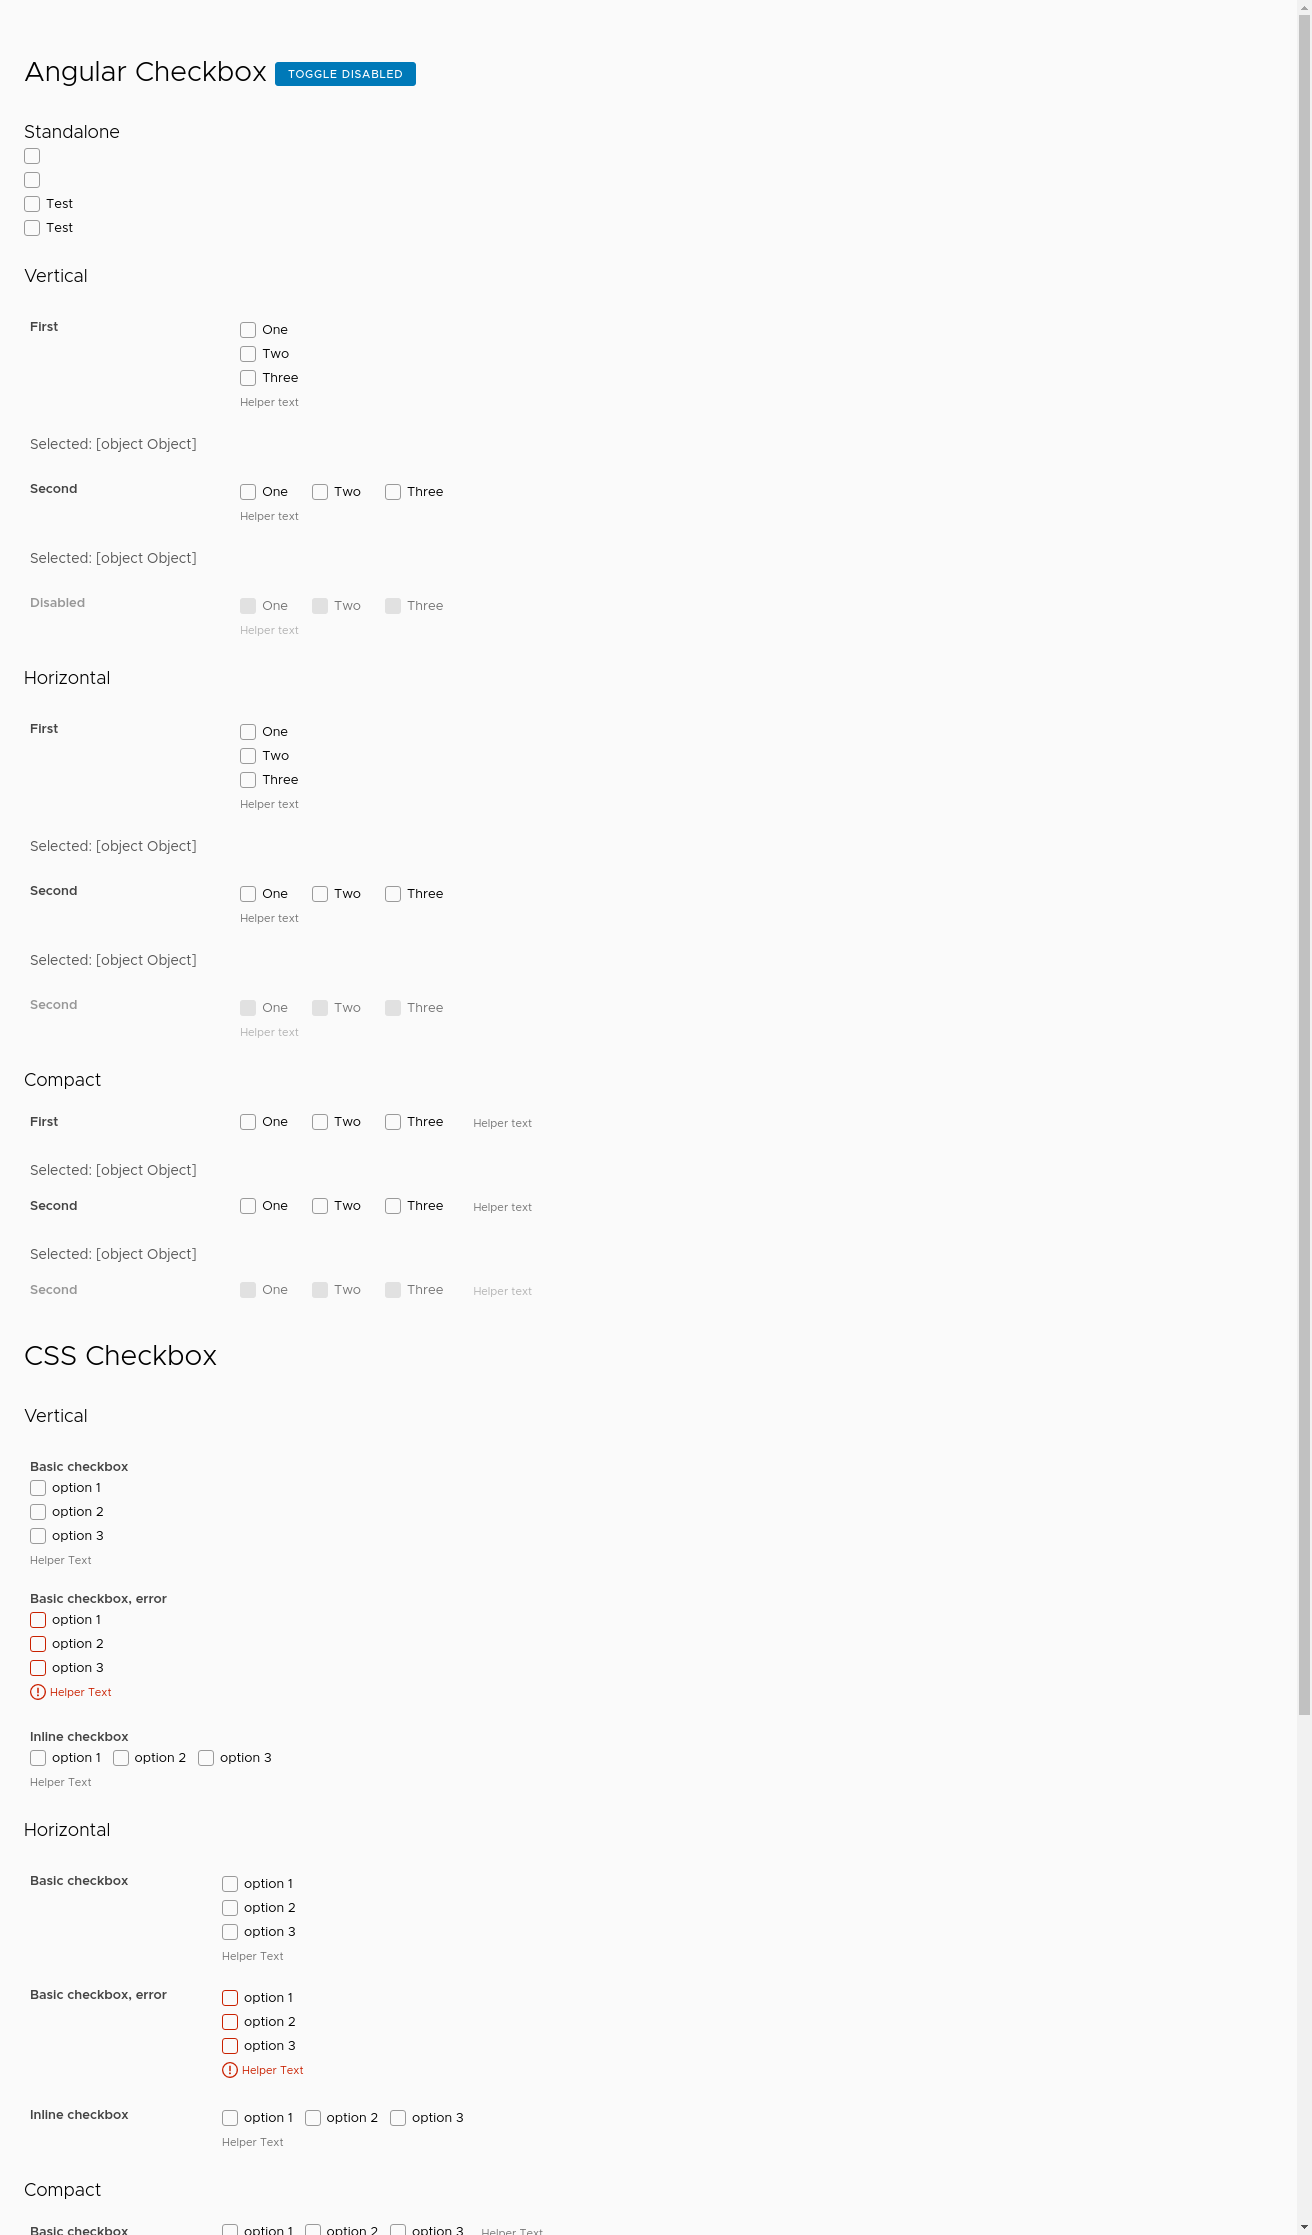 Angular Checkbox TOGGLE DISABLED
Standalone
Test
Test
Vertical
First One
Two
Three
Helper text
Selected: [object Object]
Second One Two Three
Helper text
Selected: [object Object]
Disabled One Two Three
Helper text
Horizontal
First One
Two
Three
Helper text
Selected: [object Object]
Second One Two Three
Helper text
Selected: [object Object]
Second One Two Three
Helper text
Compact
First One Two Three Helper text
Selected: [object Object]
Second One Two Three Helper text
Selected: [object Object]
Second One Two Three Helper text
CSS Checkbox
Vertical
Basic checkbox
option 1
option 2
option 3
Helper Text
Basic checkbox, error
option 1
option 2
option 3
Helper Text
Inline checkbox
option 1 option 2 option 3
Helper Text
Horizontal
Basic checkbox option 1
option 2
option 3
Helper Text
Basic checkbox, error option 1
option 2
option 3
Helper Text
Inline checkbox option 1 option 2 option 3
Helper Text
Compact
Basic checkbox option 1 option 2 option 3 Helper Text